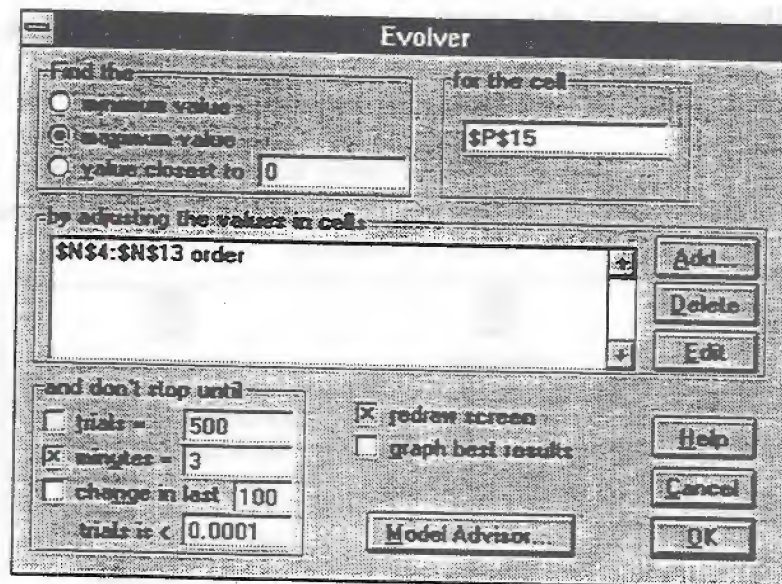 Evolver
Find the
minimum value
maximum value
value closest to 0
for the cell
$P$15
by adjusting the values in cells
$N$4:$N$13 order
Add...
Delete
Edit
and don't stop until
trials = 500
minutes = 3
change in last 100
trials is < 0.0001
redraw screen
graph best results
Model Advisor...
Help
Cancel
OK